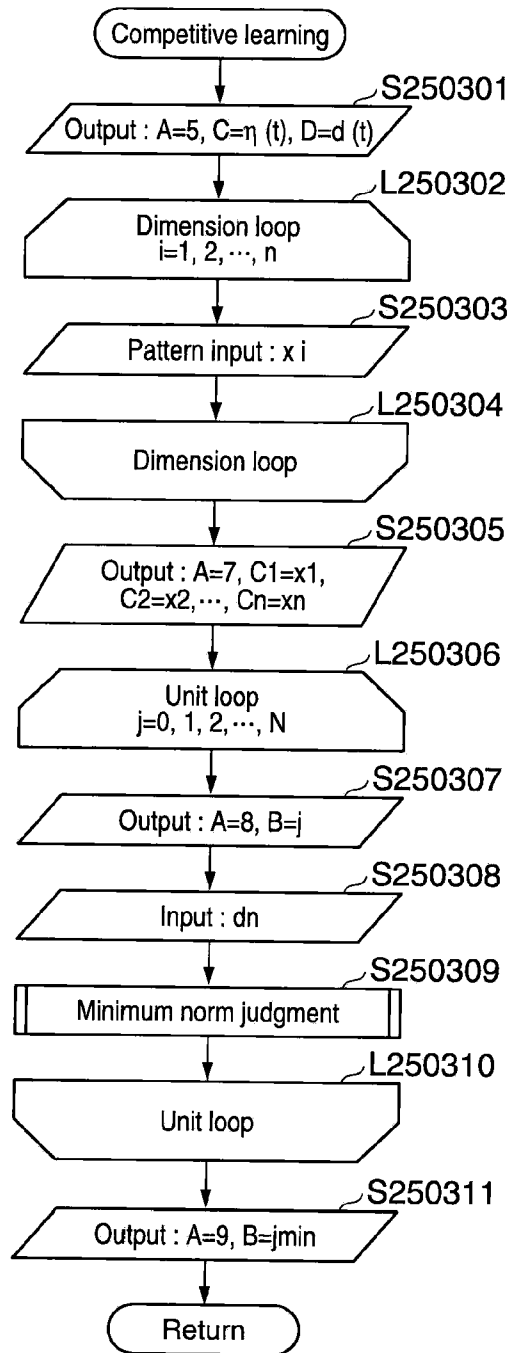 Competitive learning
S250301
Output : A=5, C=η (t), D=d (t)
L250302
Dimension loop
i=1, 2, ⋯, n
S250303
Pattern input : x i
L250304
Dimension loop
S250305
Output : A=7, C1=x1,
C2=x2, ⋯, Cn=xn
L250306
Unit loop
j=0, 1, 2, ⋯, N
S250307
Output : A=8, B=j
S250308
Input : dn
S250309
Minimum norm judgment
L250310
Unit loop
S250311
Output : A=9, B=jmin
Return